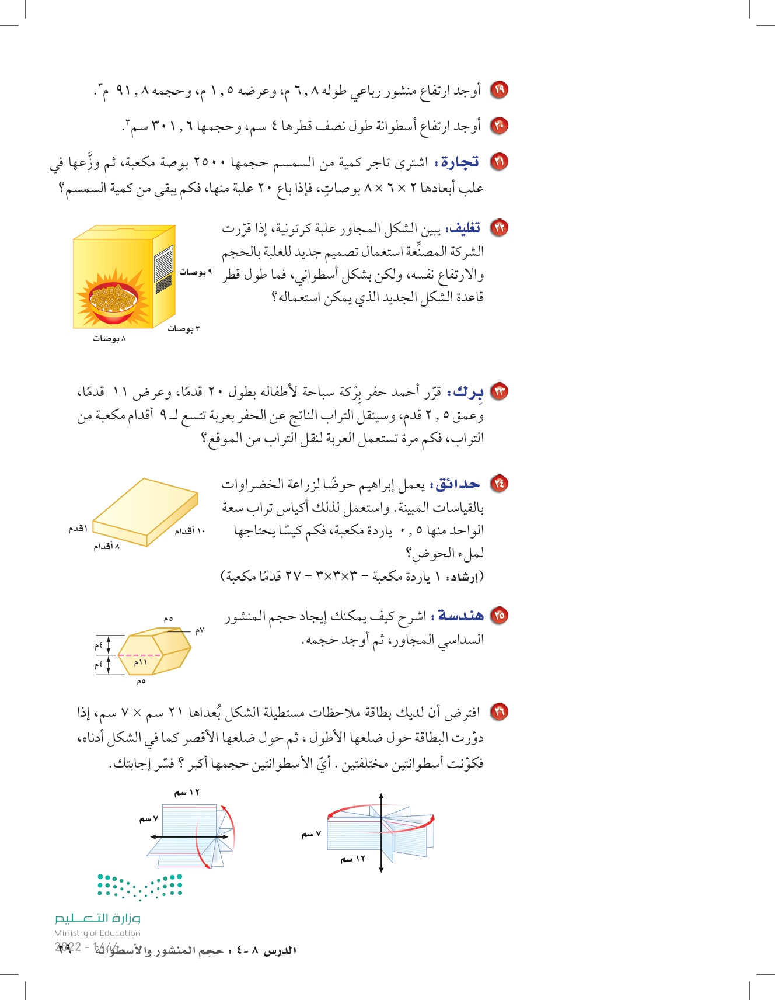 ١٩ أوجد ارتفاع منشور رباعي طوله ٦,٨ م، وعرضه ١,٥ م، وحجمه ٩١,٨ م٣.
٢٠ أوجد ارتفاع أسطوانة طول نصف قطرها ٤ سم، وحجمها ٣٠١,٦ سم٣.
٢١ تجارة: اشترى تاجر كمية من السمسم حجمها ٢٥٠٠ بوصة مكعبة، ثم وزَّعها في
علب أبعادها ٢ × ٦ × ٨ بوصاتٍ، فإذا باع ٢٠ علبة منها، فكم يبقى من كمية السمسم؟
٢٢ تغليف: يبين الشكل المجاور علبة كرتونية، إذا قرّرت
الشركة المصنِّعة استعمال تصميم جديد للعلبة بالحجم
والارتفاع نفسه، ولكن بشكل أسطواني، فما طول قطر
قاعدة الشكل الجديد الذي يمكن استعماله؟
٩ بوصات
٣ بوصات
٨ بوصات
٢٣ بِرك: قرّر أحمد حفر بِرْكة سباحة لأطفاله بطول ٢٠ قدمًا، وعرض ١١ قدمًا،
وعمق ٢,٥ قدم، وسينقل التراب الناتج عن الحفر بعربة تتسع لـ ٩ أقدام مكعبة من
التراب، فكم مرة تستعمل العربة لنقل التراب من الموقع؟
٢٤ حدائق: يعمل إبراهيم حوضًا لزراعة الخضراوات
بالقياسات المبينة. واستعمل لذلك أكياس تراب سعة
الواحد منها ٠,٥ ياردة مكعبة، فكم كيسًا يحتاجها
لملء الحوض؟
(إرشاد: ١ ياردة مكعبة = ٣×٣×٣ = ٢٧ قدمًا مكعبة)
١ قدم
١٠ أقدام
٨ أقدام
٢٥ هندسة: اشرح كيف يمكنك إيجاد حجم المنشور
السداسي المجاور، ثم أوجد حجمه.
٥م
٧م
٤م
١١م
٤م
٥م
٢٦ افترض أن لديك بطاقة ملاحظات مستطيلة الشكل بُعداها ٢١ سم × ٧ سم، إذا
دوّرت البطاقة حول ضلعها الأطول ، ثم حول ضلعها الأقصر كما في الشكل أدناه،
فكوّنت أسطوانتين مختلفتين . أيّ الأسطوانتين حجمها أكبر ؟ فسّر إجابتك.
٧ سم
١٢ سم
١٢ سم
٧ سم
وزارة التعليم
Ministry of Education
2022 - 1444
الدرس ٨ -٤ : حجم المنشور والأسطوانة